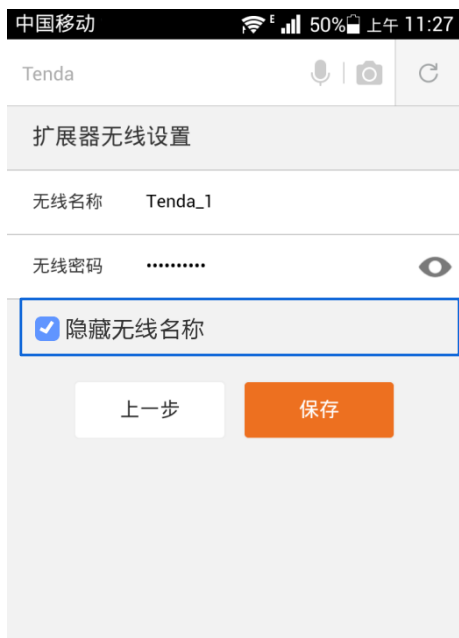 中国移动 E 50% 上午 11:27
Tenda
扩展器无线设置
无线名称 Tenda_1
无线密码 ··········
隐藏无线名称
上一步 保存